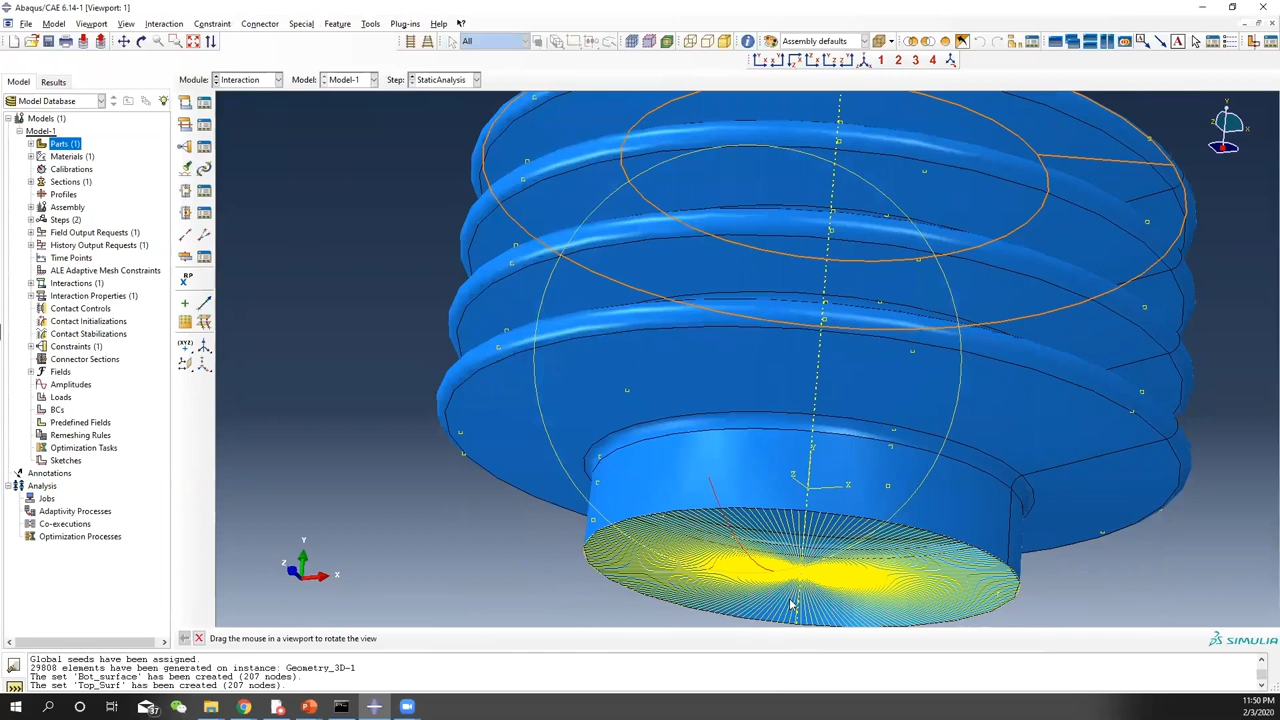 Abaqus/CAE 6.14-1 [Viewport: 1]
File Model Viewport View Interaction Constraint Connector Special Feature Tools Plug-ins Help
All
Assembly defaults
1 2 3 4
Model Results
Module: Interaction Model: Model-1 Step: StaticAnalysis
Model Database
Models (1)
Model-1
Parts (1)
Materials (1)
Calibrations
Sections (1)
Profiles
Assembly
Steps (2)
Field Output Requests (1)
History Output Requests (1)
Time Points
ALE Adaptive Mesh Constraints
Interactions (1)
Interaction Properties (1)
Contact Controls
Contact Initializations
Contact Stabilizations
Constraints (1)
Connector Sections
Fields
Amplitudes
Loads
BCs
Predefined Fields
Remeshing Rules
Optimization Tasks
Sketches
Annotations
Analysis
Jobs
Adaptivity Processes
Co-executions
Optimization Processes
RP
(XYZ)
Y
Z X
Y
Z X
Y
Z X
Drag the mouse in a viewport to rotate the view
SIMULIA
Global seeds have been assigned.
29808 elements have been generated on instance: Geometry_3D-1
The set 'Bot_surface' has been created (207 nodes).
The set 'Top_Surf' has been created (207 nodes).
37
11:50 PM
2/3/2020